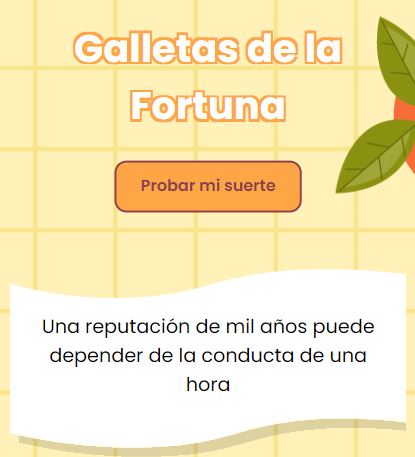 Galletas de la
Fortuna
Probar mi suerte
Una reputación de mil años puede
depender de la conducta de una
hora